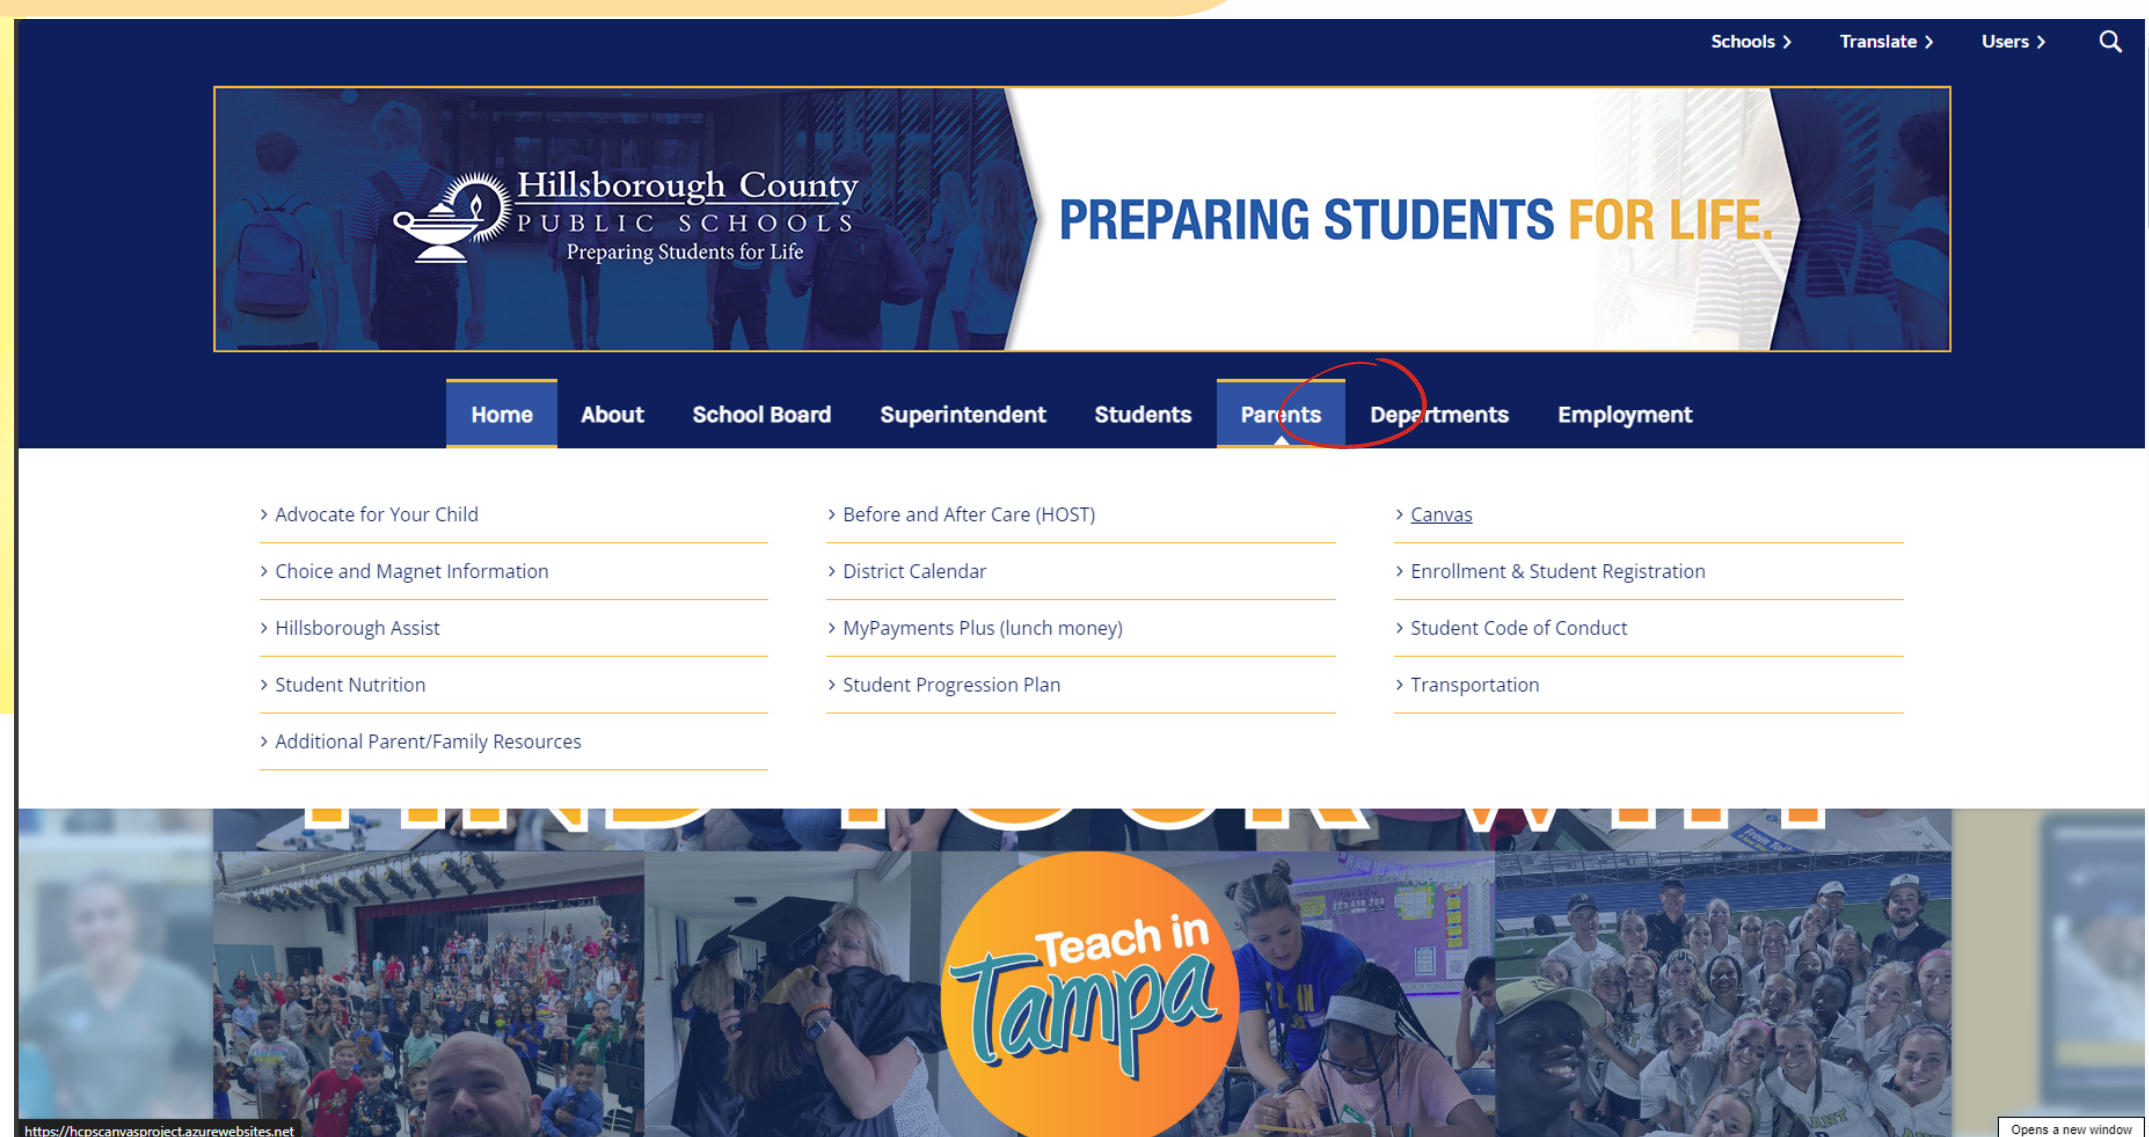 Schools
Translate
Users
Hillsborough County
PUBLIC SCHOOLS
Preparing Students for Life
PREPARING STUDENTS FOR LIFE.
Home
About
School Board
Superintendent
Students
Parents
Departments
Employment
Advocate for Your Child
Before and After Care (HOST)
Canvas
Choice and Magnet Information
District Calendar
Enrollment & Student Registration
Hillsborough Assist
MyPayments Plus (lunch money)
Student Code of Conduct
Student Nutrition
Student Progression Plan
Transportation
Additional Parent/Family Resources
Teach in
Tampa
https://hcpscanvasproject.azurewebsites.net
Opens a new window